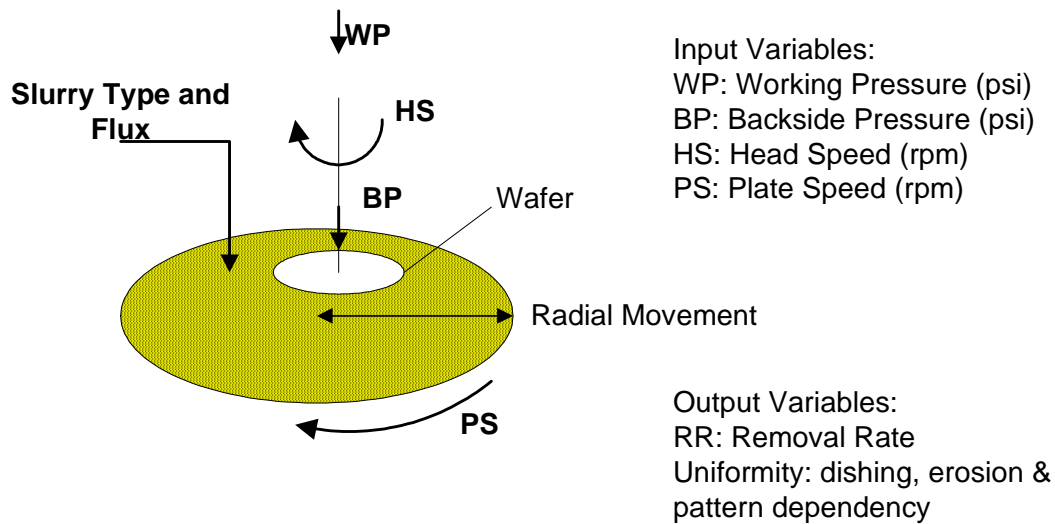 WP
Slurry Type and
Flux
HS
BP
Wafer
Radial Movement
PS
Input Variables:
WP: Working Pressure (psi)
BP: Backside Pressure (psi)
HS: Head Speed (rpm)
PS: Plate Speed (rpm)
Output Variables:
RR: Removal Rate
Uniformity: dishing, erosion &
pattern dependency